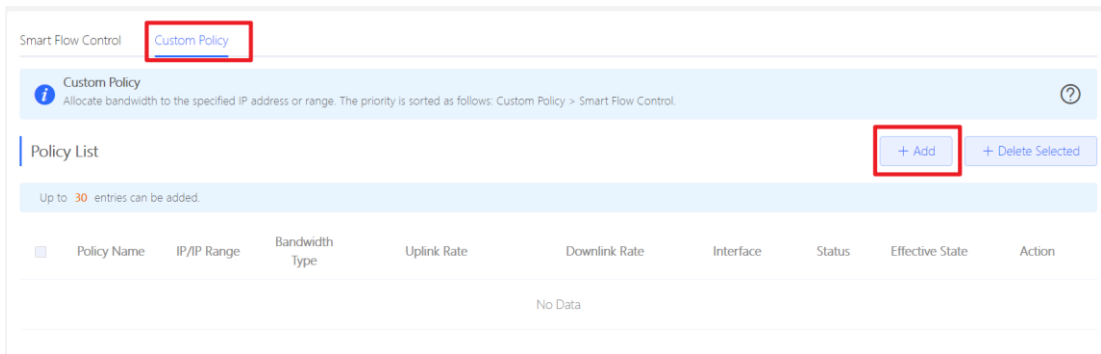 Smart Flow Control Custom Policy
Custom Policy
Allocate bandwidth to the specified IP address or range. The priority is sorted as follows: Custom Policy > Smart Flow Control.
Policy List + Add + Delete Selected
Up to 30 entries can be added.
Policy Name IP/IP Range Bandwidth Type Uplink Rate Downlink Rate Interface Status Effective State Action
No Data